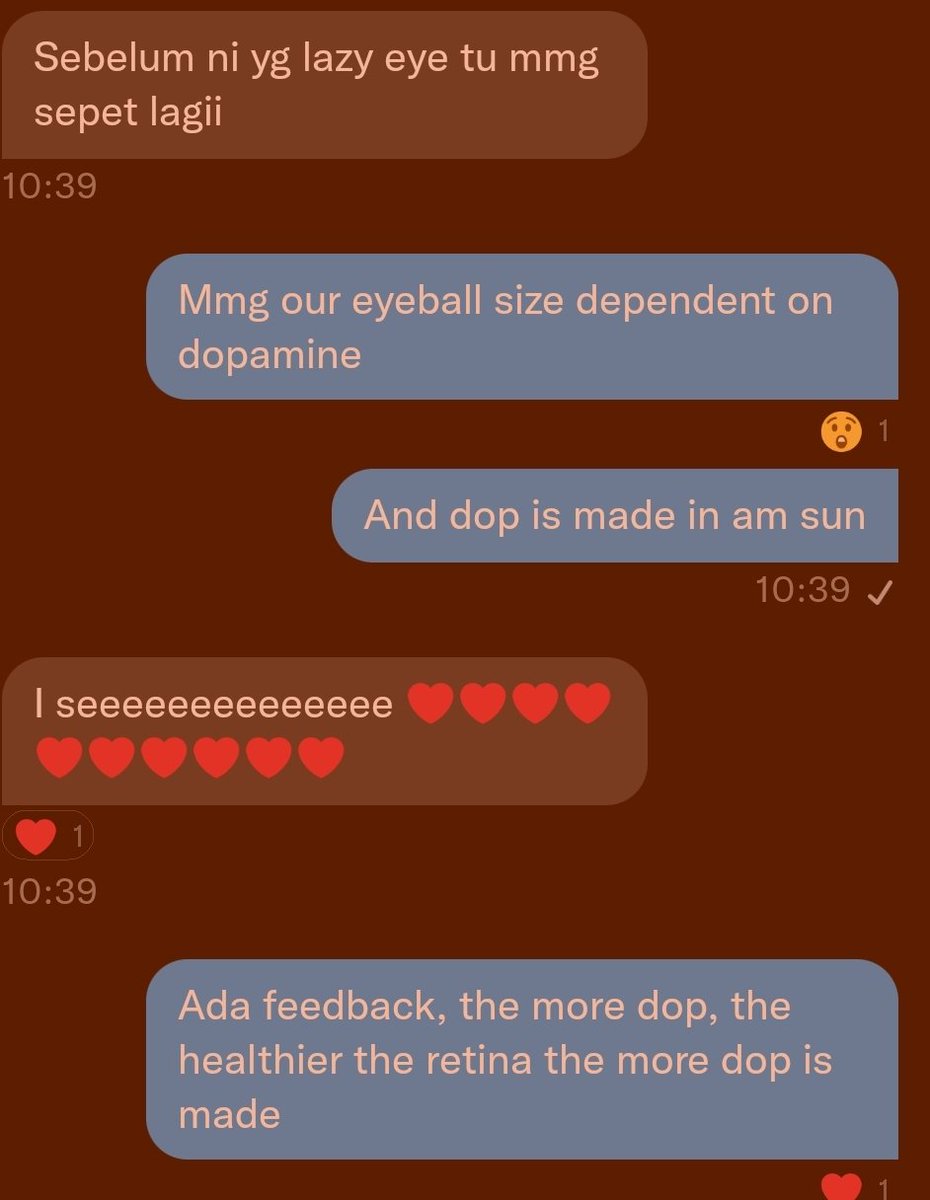 Sebelum ni yg lazy eye tu mmg
sepet lagii
10:39
Mmg our eyeball size dependent on
dopamine
😲 1
And dop is made in am sun
10:39 ✓
I seeeeeeeeeeeeee ❤️❤️❤️❤️
❤️❤️❤️❤️❤️❤️
❤️ 1
10:39
Ada feedback, the more dop, the
healthier the retina the more dop is
made
❤️ 1